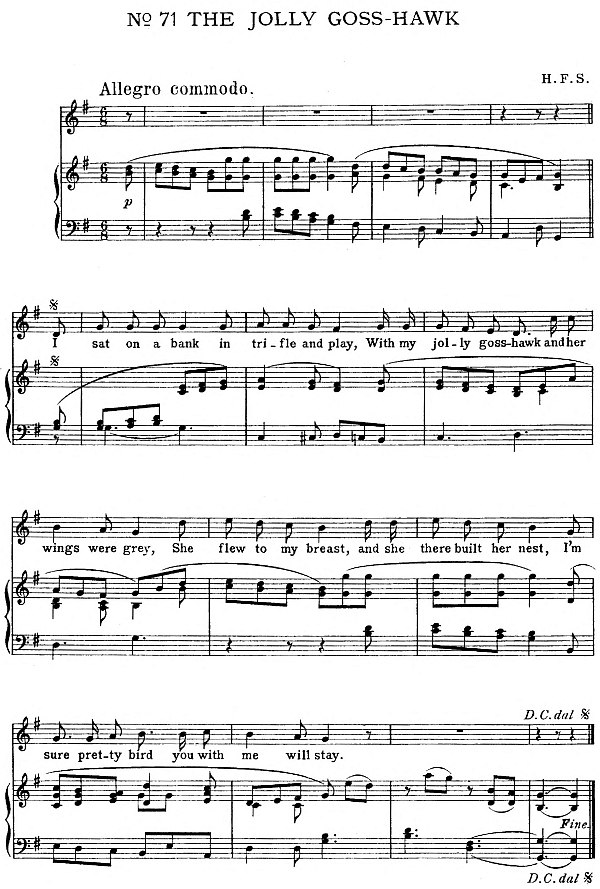 No 71 THE JOLLY GOSS-HAWK
H.F.S.
Allegro commodo.
p
I sat on a bank in tri-fle and play, With my jol-ly goss-hawk and her
wings were grey, She flew to my breast, and she there built her nest, I'm
D.C. dal 𝄋
sure pret-ty bird you with me will stay.
Fine.
D.C. dal 𝄋